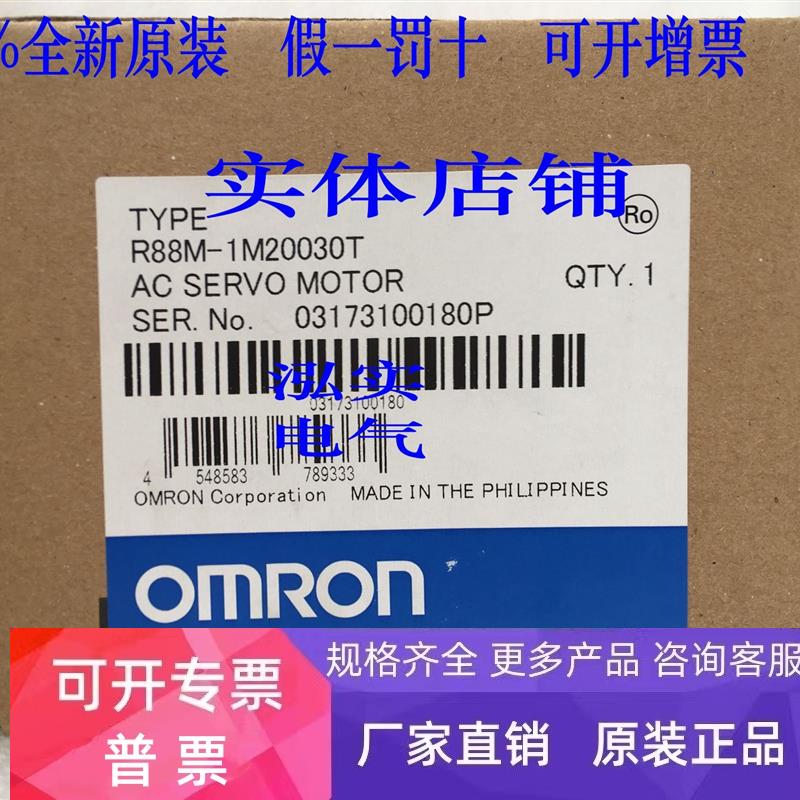 %全新原装 假一罚十 可开增票
实体店铺
TYPE
R88M-1M20030T
Ro
AC SERVO MOTOR QTY.1
SER. No. 03173100180P
泓实
03173100180
电气
4 548583 789333
OMRON Corporation MADE IN THE PHILIPPINES
OMRON
可开专票
普票
规格齐全 更多产品 咨询客服
厂家直销 原装正品